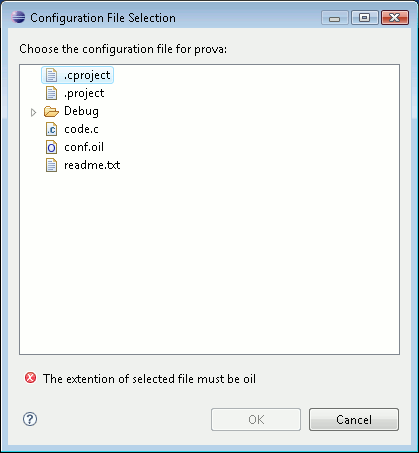 Configuration File Selection
Choose the configuration file for prova:
.cproject
.project
Debug
.c code.c
O conf.oil
readme.txt
The extention of selected file must be oil
? OK Cancel